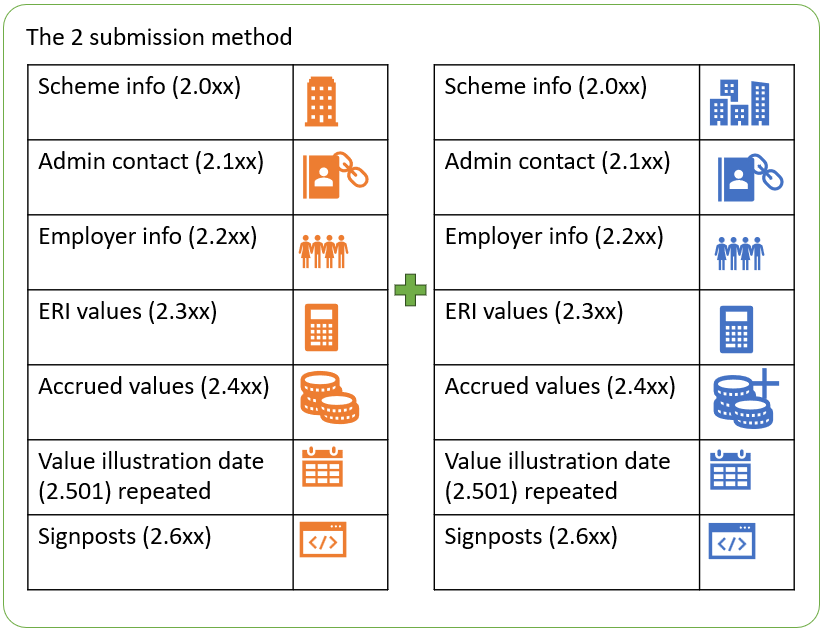 The 2 submission method
Scheme info (2.0xx)
Admin contact (2.1xx)
Employer info (2.2xx)
ERI values (2.3xx)
Accrued values (2.4xx)
Value illustration date
(2.501) repeated
Signposts (2.6xx)
</>
Scheme info (2.0xx)
Admin contact (2.1xx)
Employer info (2.2xx)
ERI values (2.3xx)
Accrued values (2.4xx)
Value illustration date
(2.501) repeated
Signposts (2.6xx)
</>